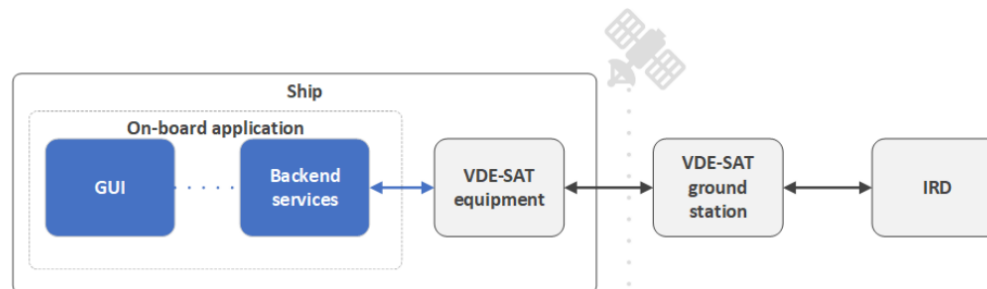 Ship
On-board application
GUI
Backend
services
VDE-SAT
equipment
VDE-SAT
ground
station
IRD